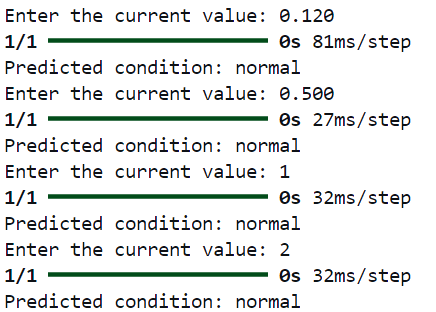 Enter the current value: 0.120
1/1 ━━━━━━━━━━━━━━━━━━━━ 0s 81ms/step
Predicted condition: normal
Enter the current value: 0.500
1/1 ━━━━━━━━━━━━━━━━━━━━ 0s 27ms/step
Predicted condition: normal
Enter the current value: 1
1/1 ━━━━━━━━━━━━━━━━━━━━ 0s 32ms/step
Predicted condition: normal
Enter the current value: 2
1/1 ━━━━━━━━━━━━━━━━━━━━ 0s 32ms/step
Predicted condition: normal